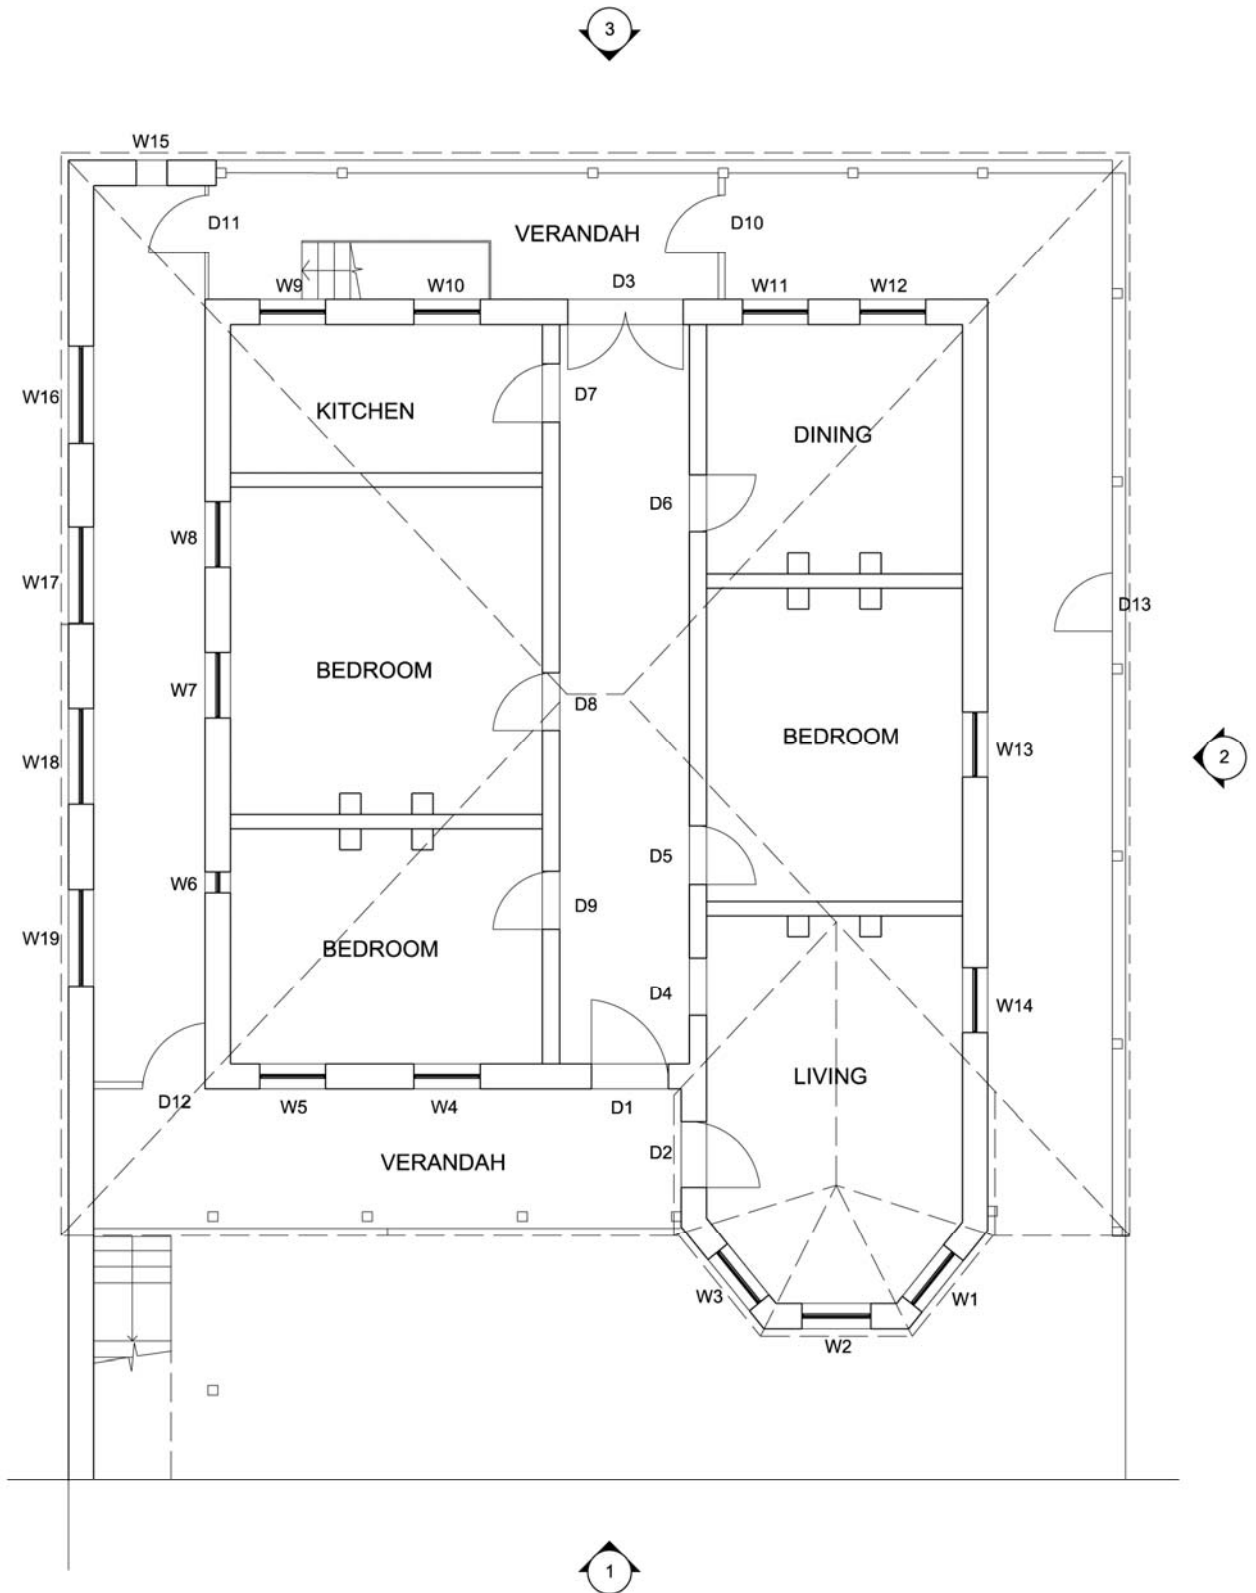 3
W15
D11
VERANDAH
D10
W9
W10
D3
W11
W12
W16
KITCHEN
D7
DINING
D6
W8
W17
D13
BEDROOM
W7
D8
BEDROOM
W13
2
W18
D5
W6
D9
W19
BEDROOM
D4
W14
LIVING
D12
W5
W4
D1
D2
VERANDAH
W3
W1
W2
1